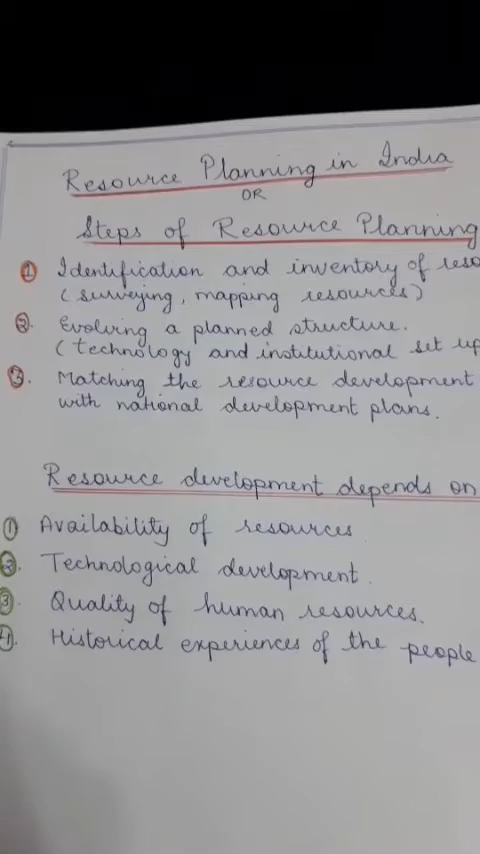 Resource Planning in India
OR
Steps of Resource Planning
1 Identification and inventory of reso
(surveying, mapping resources)
2. Evolving a planned structure.
(technology and institutional set up
3. Matching the resource development
with national development plans.
Resource development depends on
1 Availability of resources
2. Technological development.
3. Quality of human resources.
4. Historical experiences of the people